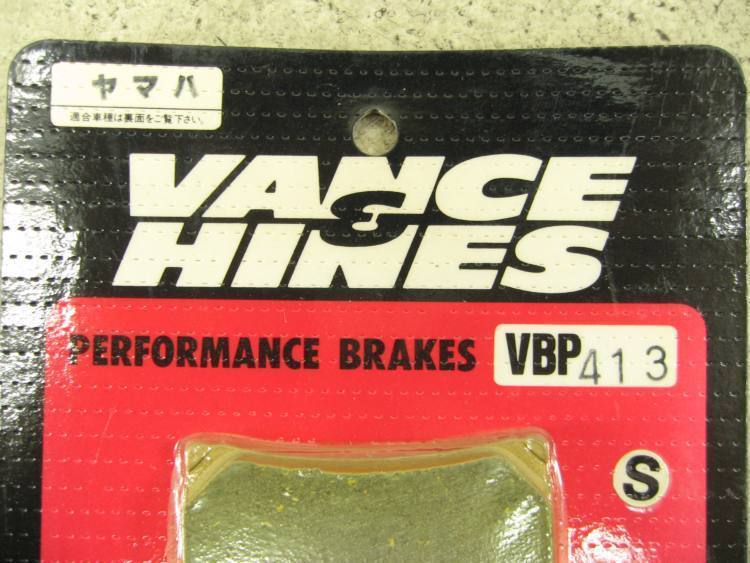 ヤマハ
適合車種は裏面をご覧下さい。
VANCE
&
HINES
PERFORMANCE BRAKES VBP413
S